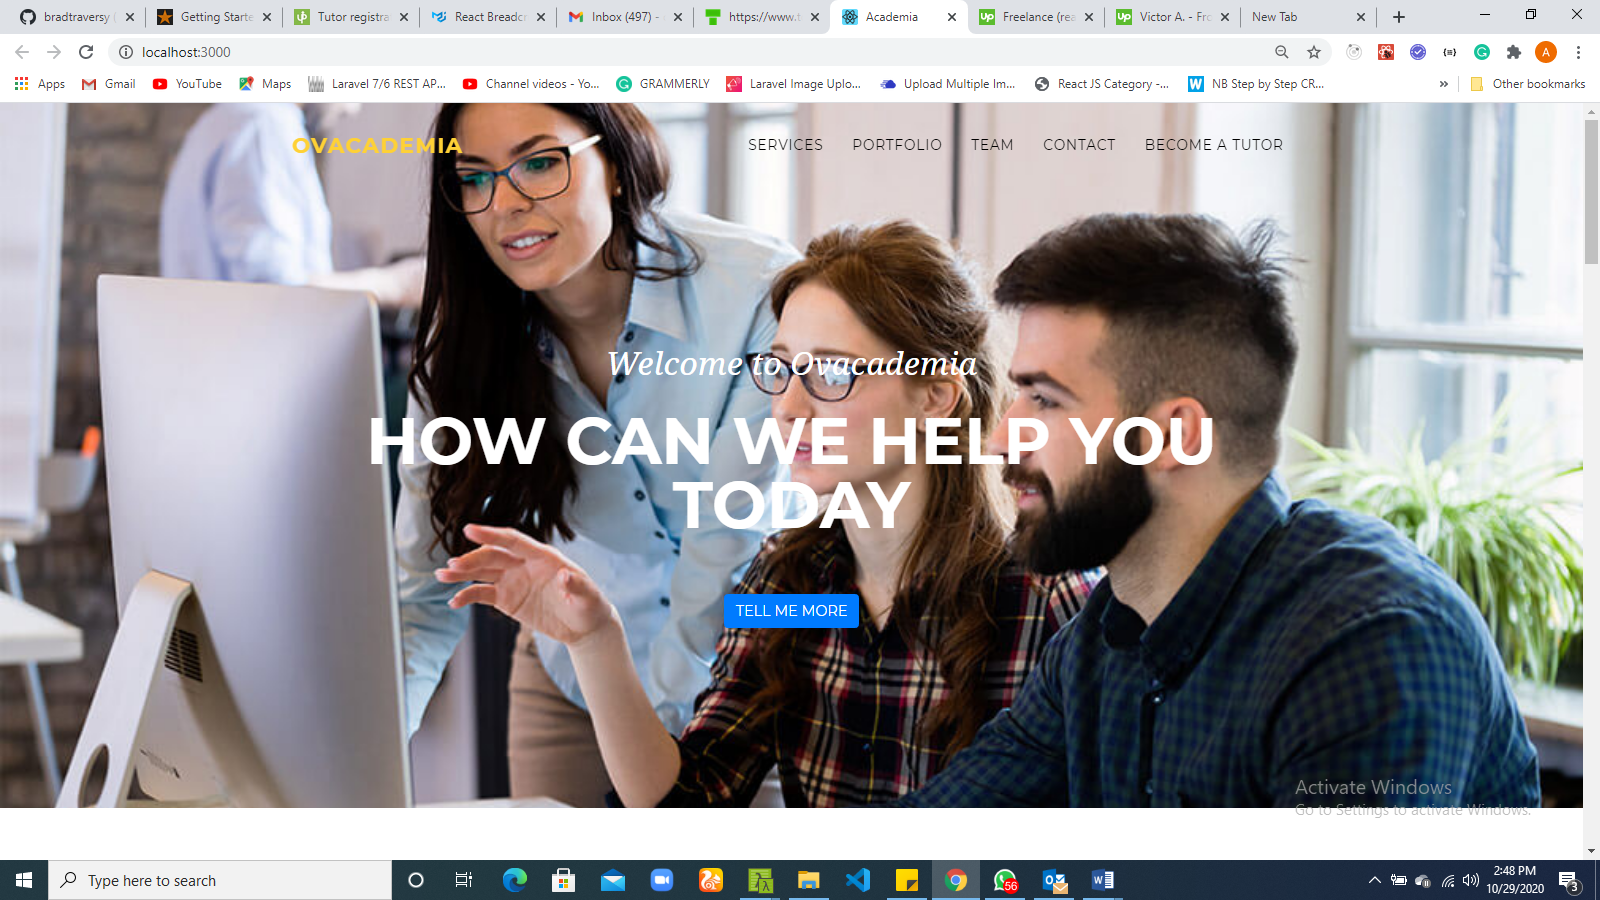 bradtraversy (
Getting Starte
Tutor registra
React Breadc
Inbox (497) -
https://www.t
Academia
Freelance (rea
Victor A. - Fro
New Tab
localhost:3000
A
Apps
Gmail
YouTube
Maps
Laravel 7/6 REST AP...
Channel videos - Yo...
GRAMMERLY
Laravel Image Uplo...
Upload Multiple Im...
React JS Category -...
NB Step by Step CR...
»
Other bookmarks
OVACADEMIA
SERVICES
PORTFOLIO
TEAM
CONTACT
BECOME A TUTOR
Welcome to Ovacademia
HOW CAN WE HELP YOU
TODAY
TELL ME MORE
Activate Windows
Go to Settings to activate Windows.
Type here to search
56
2:48 PM
10/29/2020
3